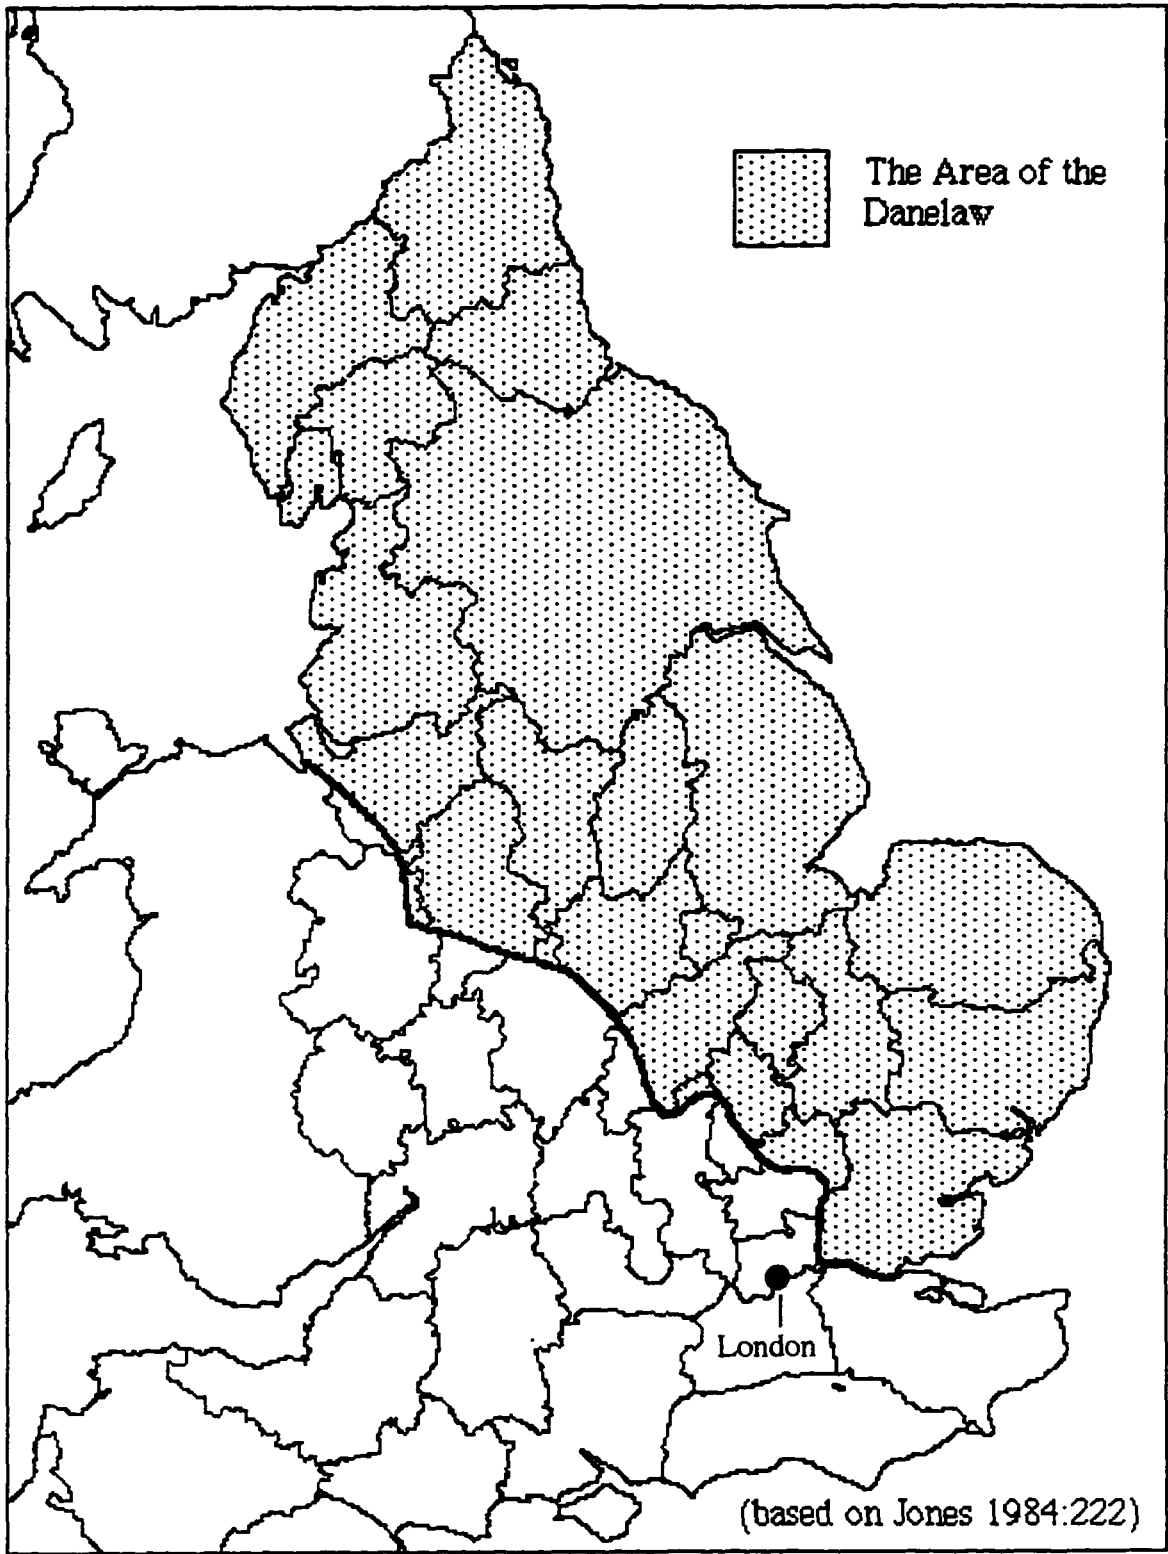 The Area of the
Danelaw
London
(based on Jones 1984:222)